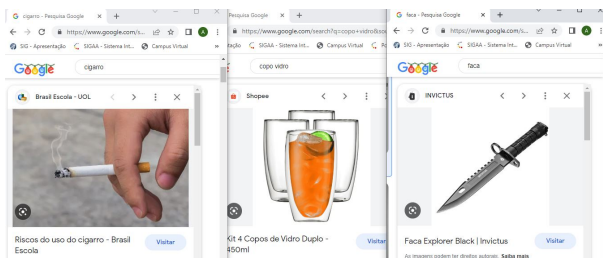 cigarro - Pesquisa Google
https://www.google.com/s...
SIG - Apresentação
SIGAA - Sistema Int...
Campus Virtual
Google
cigarro
Brasil Escola - UOL
Riscos do uso do cigarro - Brasil
Escola
Visitar
Pesquisa Google
https://www.google.com/search?q=copo+vidro&sou
SIGAA - Sistema Int...
Campus Virtual
copo vidro
Shopee
Kit 4 Copos de Vidro Duplo -
450ml
Visitar
faca - Pesquisa Google
https://www.google.com/s...
SIG - Apresentação
SIGAA - Sistema Int...
Campus Virtual
Google
faca
INVICTUS
Faca Explorer Black | Invictus
Visitar
As imagens podem ter direitos autorais. Saiba mais